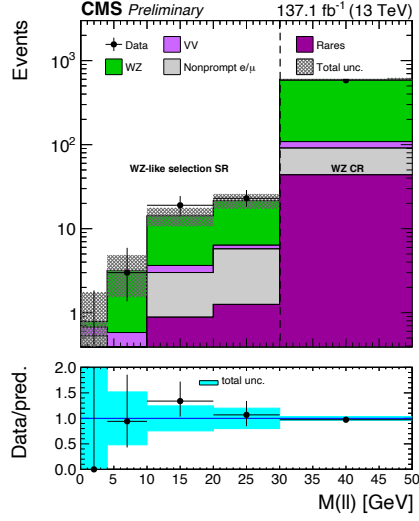 CMS Preliminary 137.1 fb⁻¹ (13 TeV)
Events
Data VV Rares
WZ Nonprompt e/μ Total unc.
10³
10²
WZ-like selection SR WZ CR
10
1
Data/pred.
2.0
total unc.
1.5
1.0
0.5
0.0
0 5 10 15 20 25 30 35 40 45 50
M(ll) [GeV]